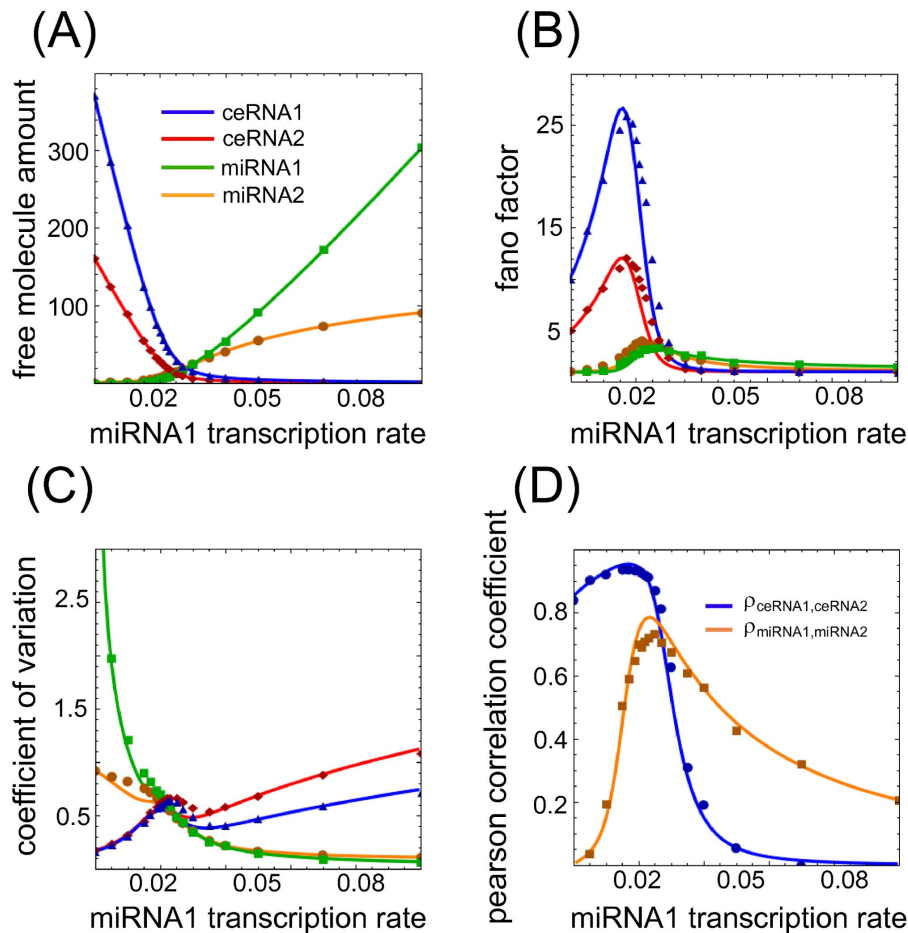 (A)
free molecule amount
300
200
100
0.02
0.05
0.08
miRNA1 transcription rate
ceRNA1
ceRNA2
miRNA1
miRNA2
(B)
fano factor
25
15
5
0.02
0.05
0.08
miRNA1 transcription rate
(C)
coefficient of variation
2.5
1.5
0.5
0.02
0.05
0.08
miRNA1 transcription rate
(D)
pearson correlation coefficient
0.8
0.6
0.4
0.2
0.02
0.05
0.08
miRNA1 transcription rate
ρceRNA1,ceRNA2
ρmiRNA1,miRNA2